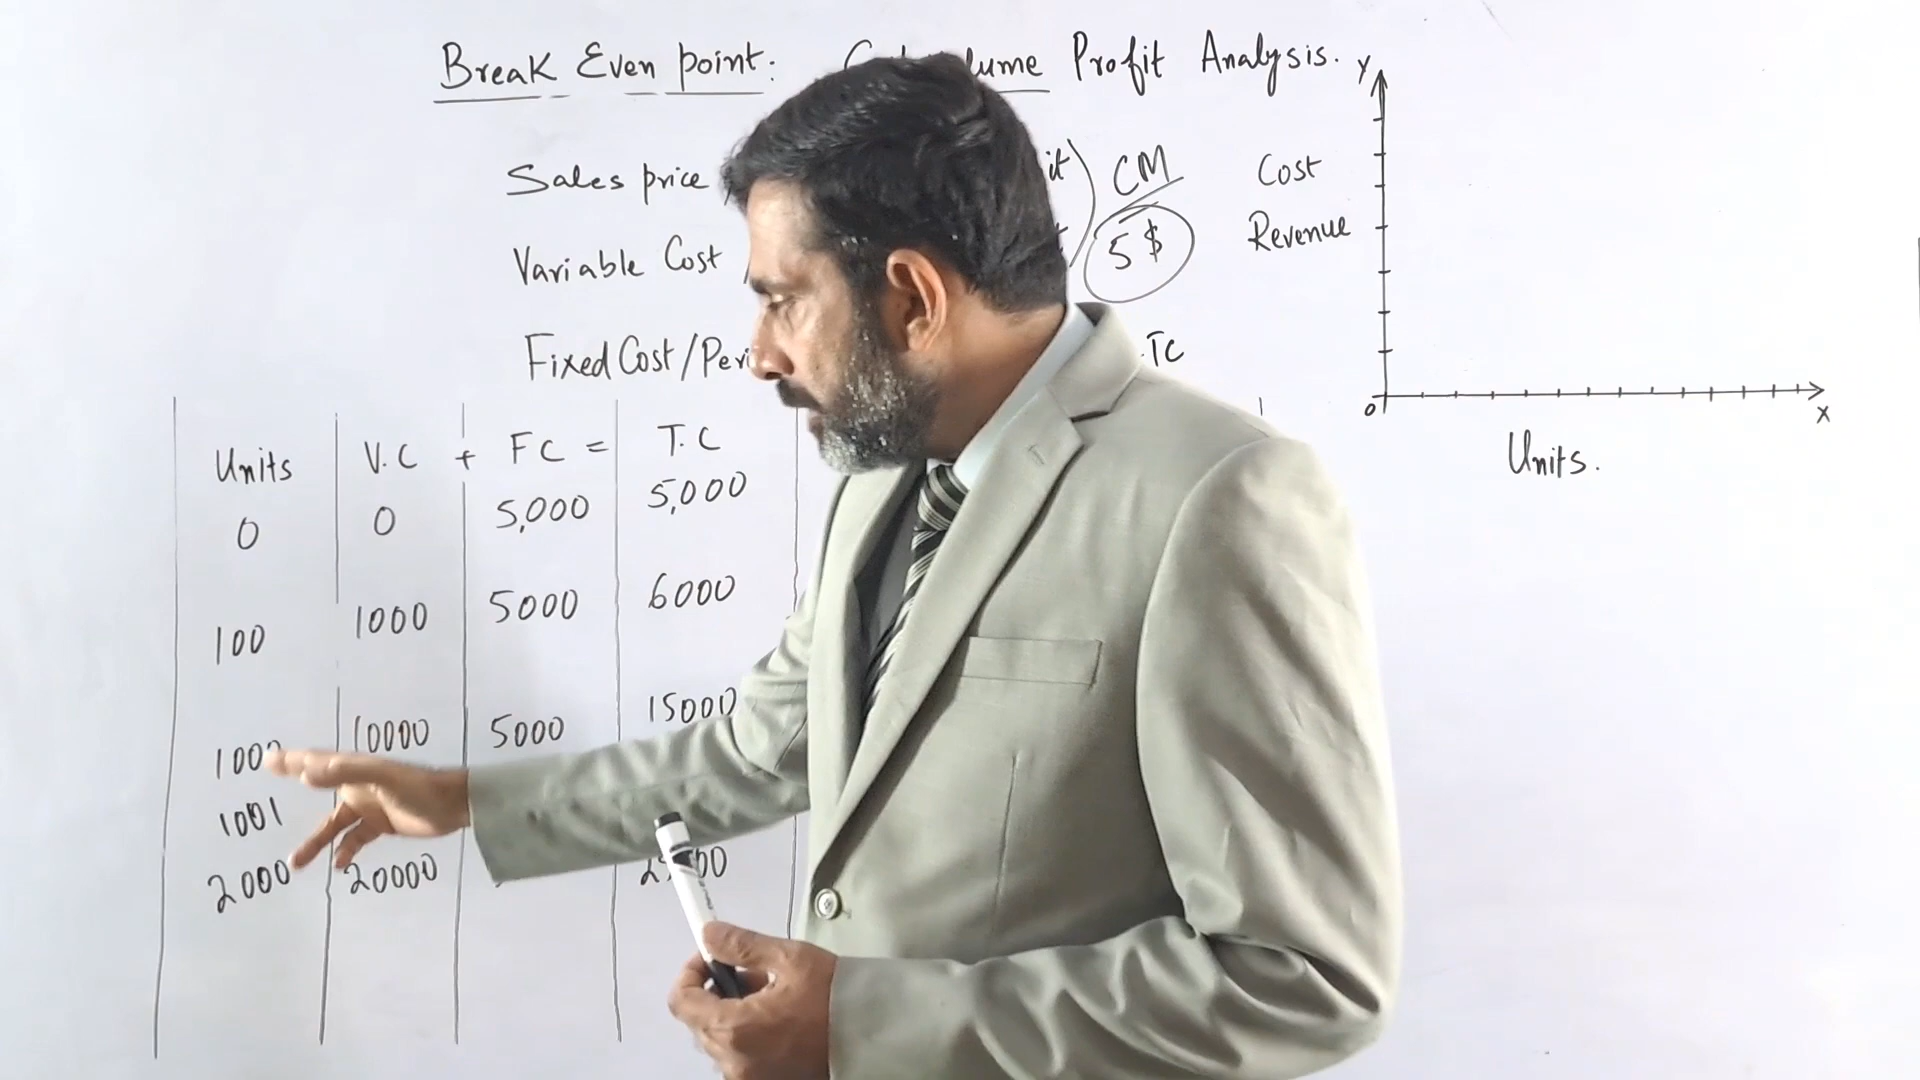 Break Even point: Profit Analysis.
Sales price CM Cost
Variable Cost 5 $ Revenue
Fixed Cost / TC
Y
0 X
Units.
Units V.C + FC = T.C
0 0 5,000 5,000
100 1000 5000 6000
1000 10000 5000 15000
1001
2000 20000